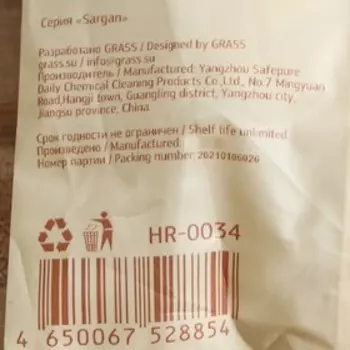 Серия «Sargan»
Разработано GRASS / Designed by GRASS
grass.su / info@grass.su
Производитель / Manufactured: Yangzhou Safepure
Daily Chemical Cleaning Products Co.,Ltd., No.7 Mingyuan
Road,Hangji town, Guangling district, Yangzhou city,
Jiangsu province, China
Срок годности не ограничен / Shelf life unlimited
Произведено / Manufactured:
Номер партии / Packing number: 20210106026
HR-0034
4 650067 528854